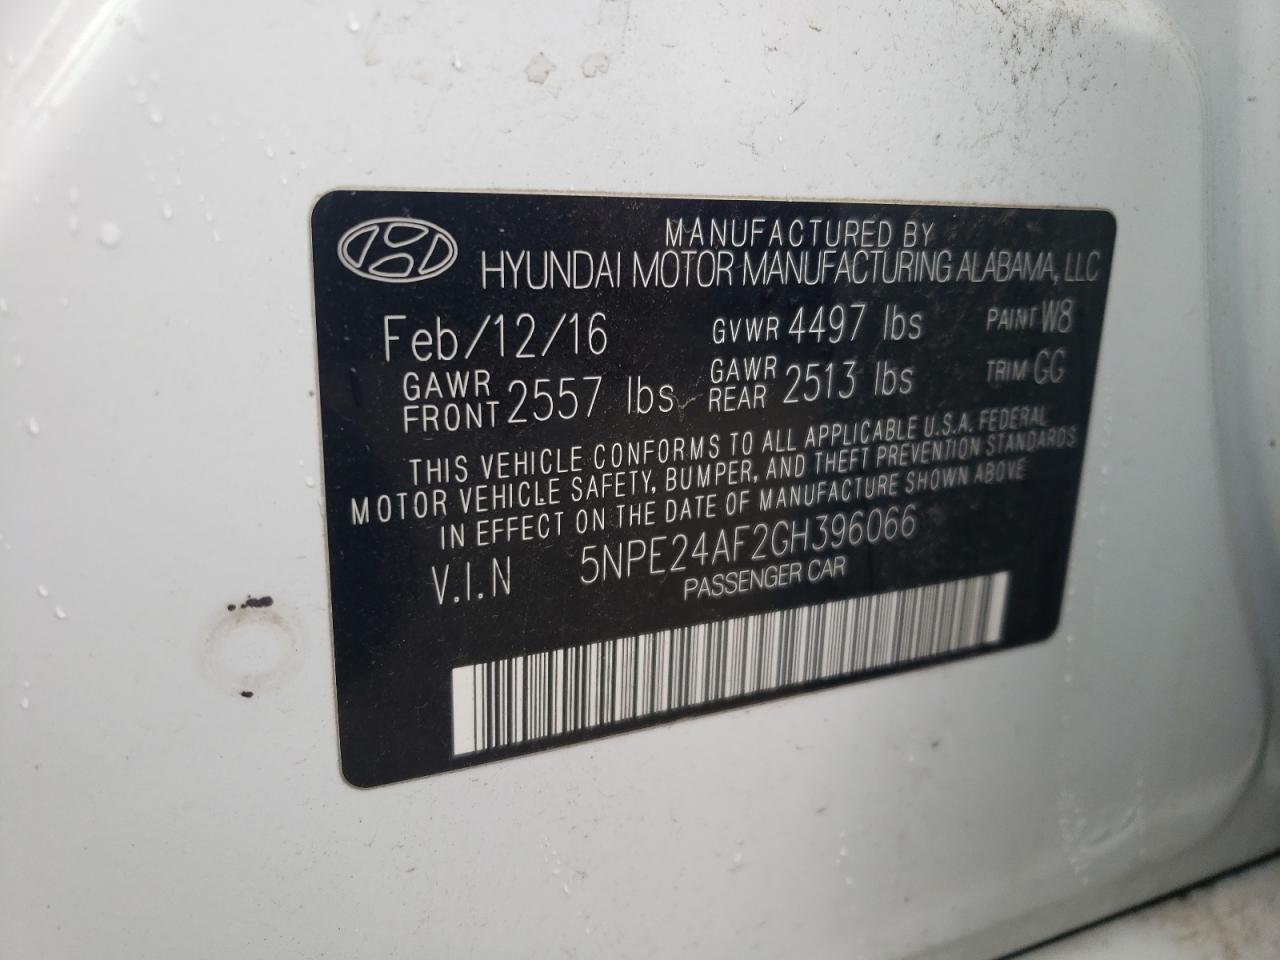 MANUFACTURED BY
HYUNDAI MOTOR MANUFACTURING ALABAMA, LLC
Feb/12/16 GVWR 4497 lbs PAINT W8
GAWR FRONT 2557 lbs GAWR REAR 2513 lbs TRIM GG
THIS VEHICLE CONFORMS TO ALL APPLICABLE U.S.A. FEDERAL
MOTOR VEHICLE SAFETY, BUMPER, AND THEFT PREVENTION STANDARDS
IN EFFECT ON THE DATE OF MANUFACTURE SHOWN ABOVE
V.I.N 5NPE24AF2GH396066
PASSENGER CAR